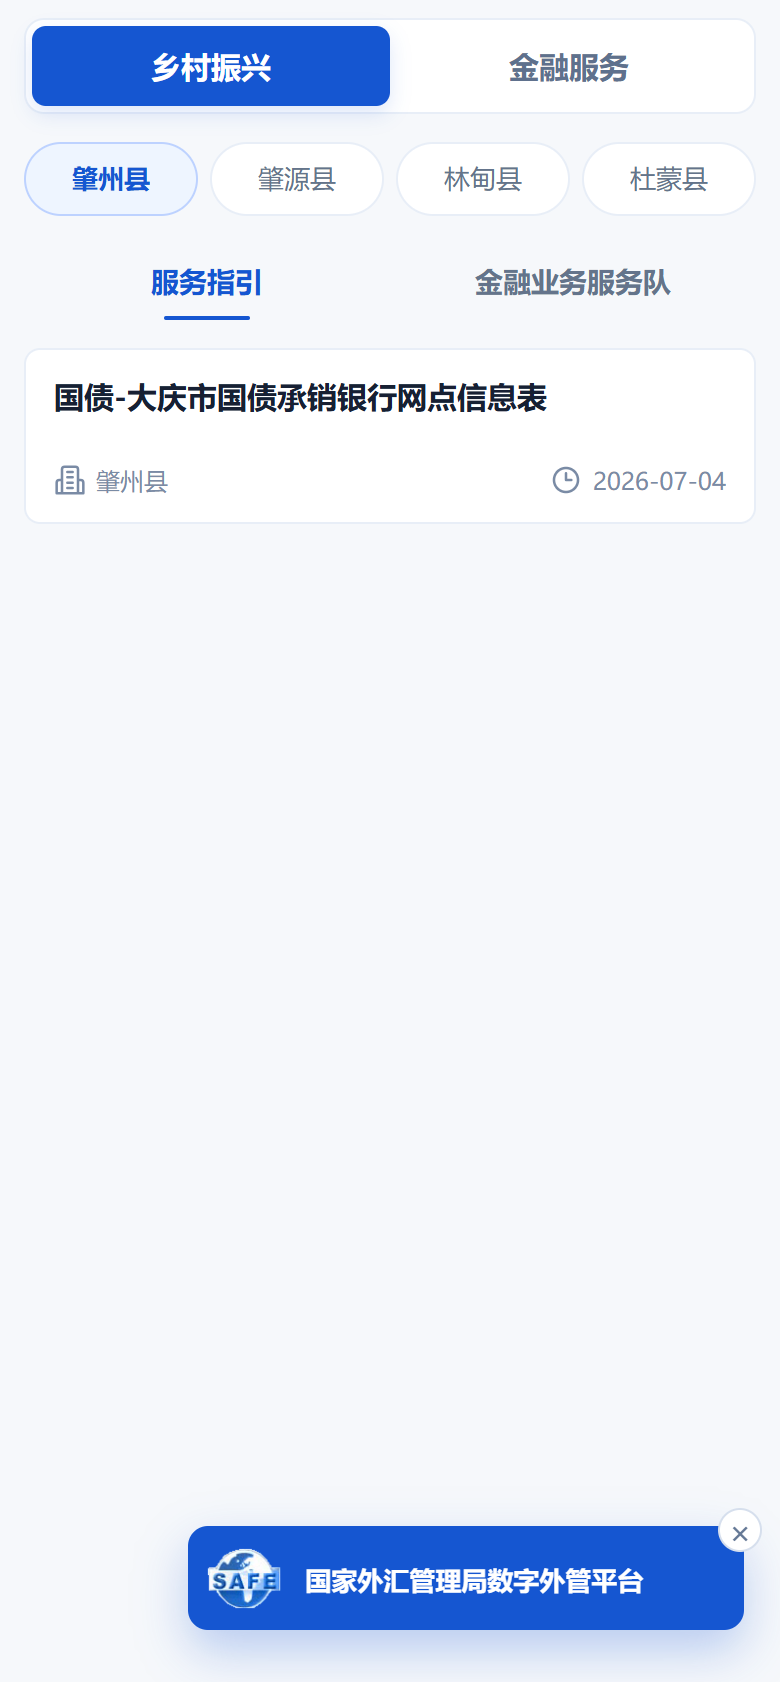 乡村振兴 金融服务
肇州县 肇源县 林甸县 杜蒙县
服务指引 金融业务服务队
国债-大庆市国债承销银行网点信息表
肇州县 2026-07-04
SAFE 国家外汇管理局数字外管平台